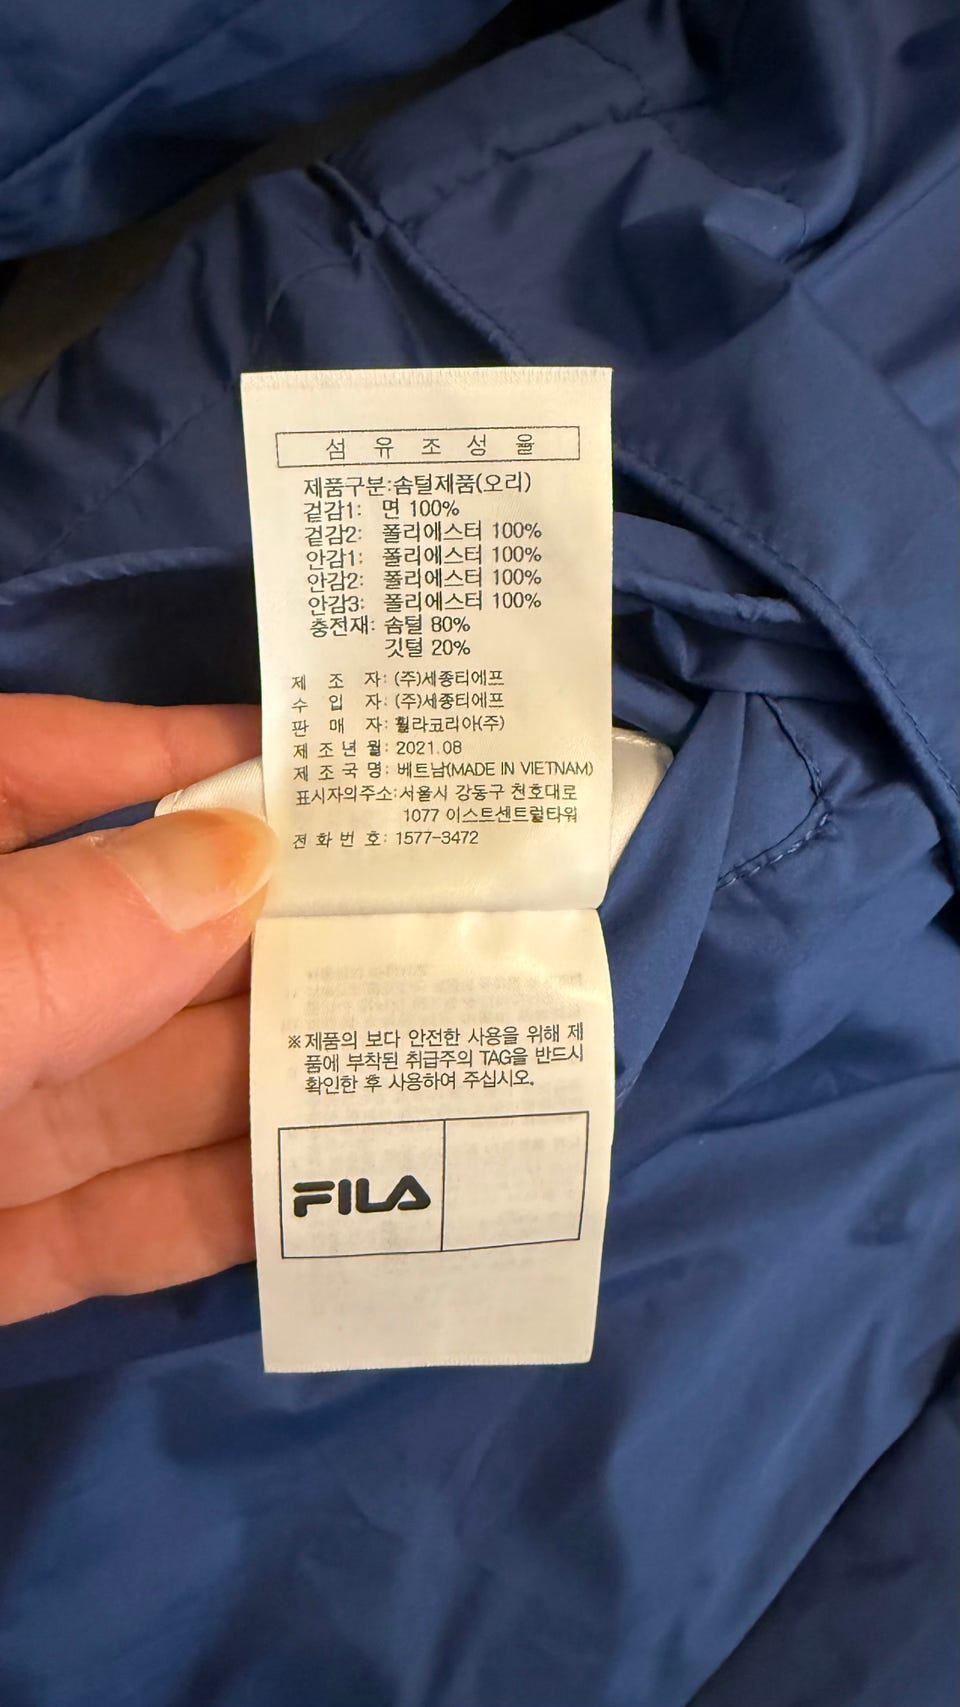 섬 유 조 성 율
제품구분:솜털제품(오리)
겉감1: 면 100%
겉감2: 폴리에스터 100%
안감1: 폴리에스터 100%
안감2: 폴리에스터 100%
안감3: 폴리에스터 100%
충전재: 솜털 80%
깃털 20%
제 조 자: (주)세종티에프
수 입 자: (주)세종티에프
판 매 자: 휠라코리아(주)
제 조 년 월: 2021.08
제 조 국 명: 베트남(MADE IN VIETNAM)
표시자의주소:서울시 강동구 천호대로
1077 이스트센트럴타워
전 화 번 호: 1577-3472
※제품의 보다 안전한 사용을 위해 제
품에 부착된 취급주의 TAG을 반드시
확인한 후 사용하여 주십시오.
FILA